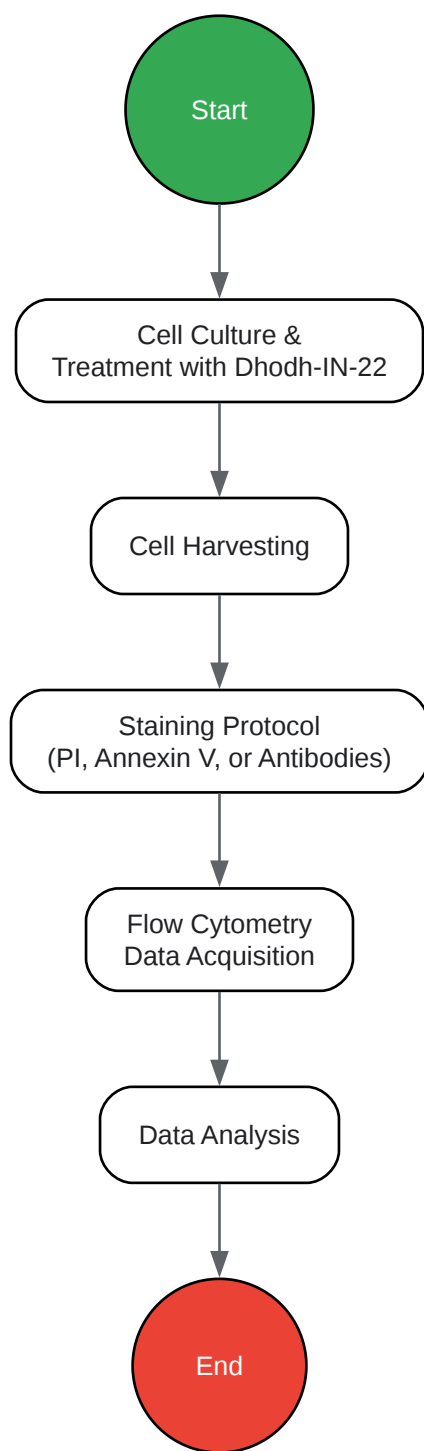 Start
Cell Culture &
Treatment with Dhodh-IN-22
Cell Harvesting
Staining Protocol
(PI, Annexin V, or Antibodies)
Flow Cytometry
Data Acquisition
Data Analysis
End